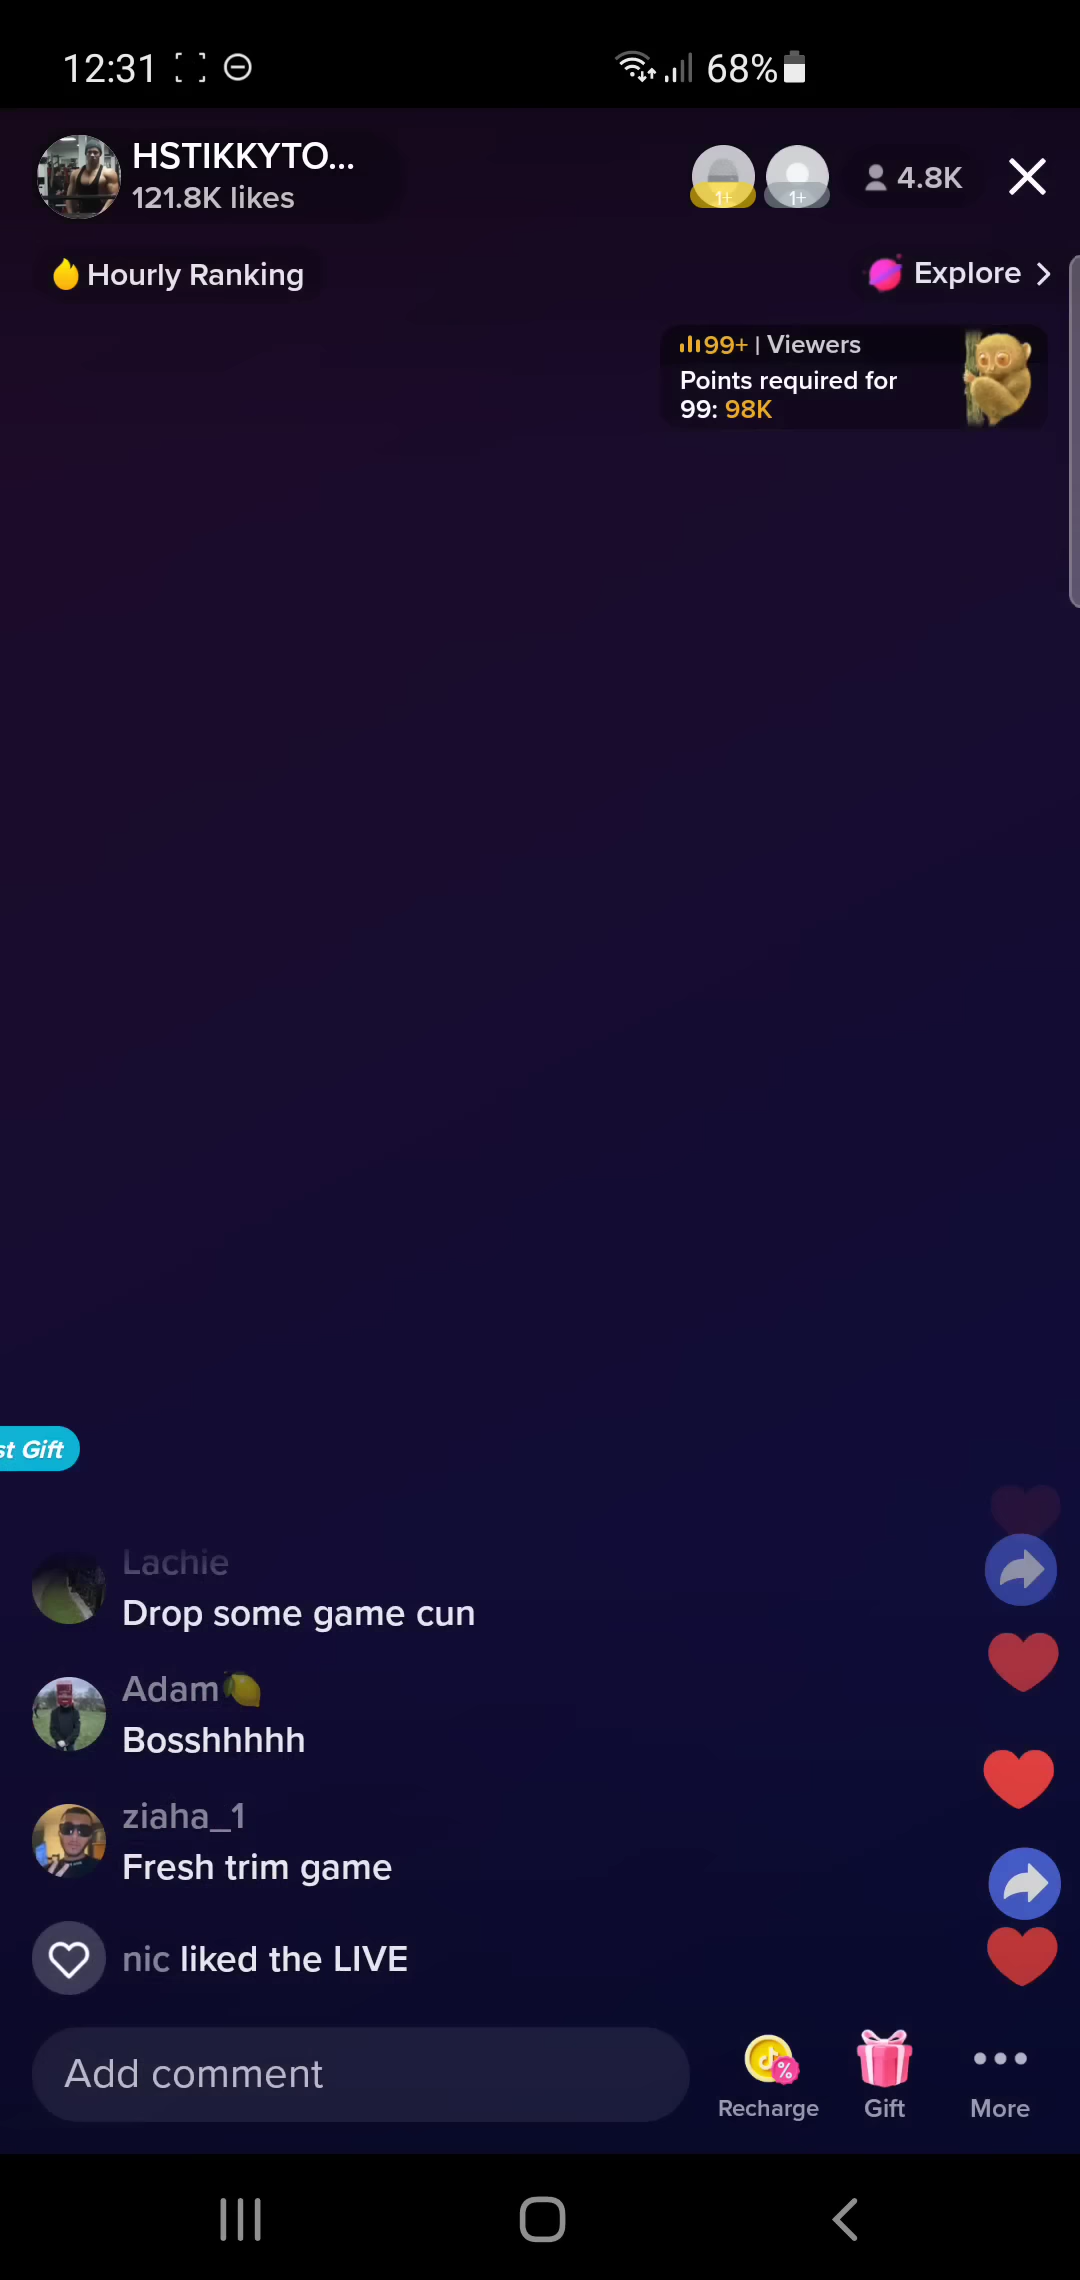 12:31
68%
HSTIKKYTO...
121.8K likes
1+
1+
4.8K
Hourly Ranking
Explore
99+ | Viewers
Points required for
99: 98K
st Gift
Lachie
Drop some game cun
Adam🍋
Bosshhhhh
ziaha_1
Fresh trim game
nic liked the LIVE
Add comment
%
Recharge
Gift
More